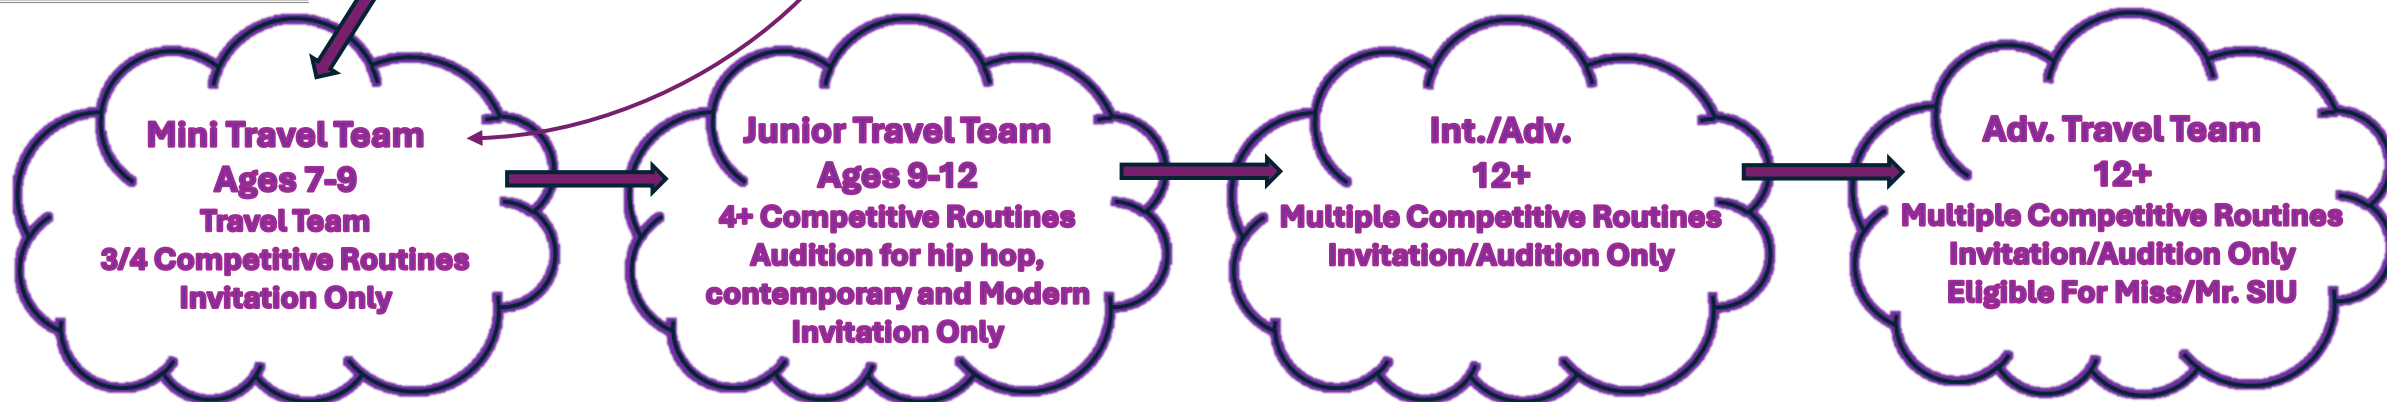 Mini Travel Team
Ages 7-9
Travel Team
3/4 Competitive Routines
Invitation Only
Junior Travel Team
Ages 9-12
4+ Competitive Routines
Audition for hip hop,
contemporary and Modern
Invitation Only
Int./Adv.
12+
Multiple Competitive Routines
Invitation/Audition Only
Adv. Travel Team
12+
Multiple Competitive Routines
Invitation/Audition Only
Eligible For Miss/Mr. SIU